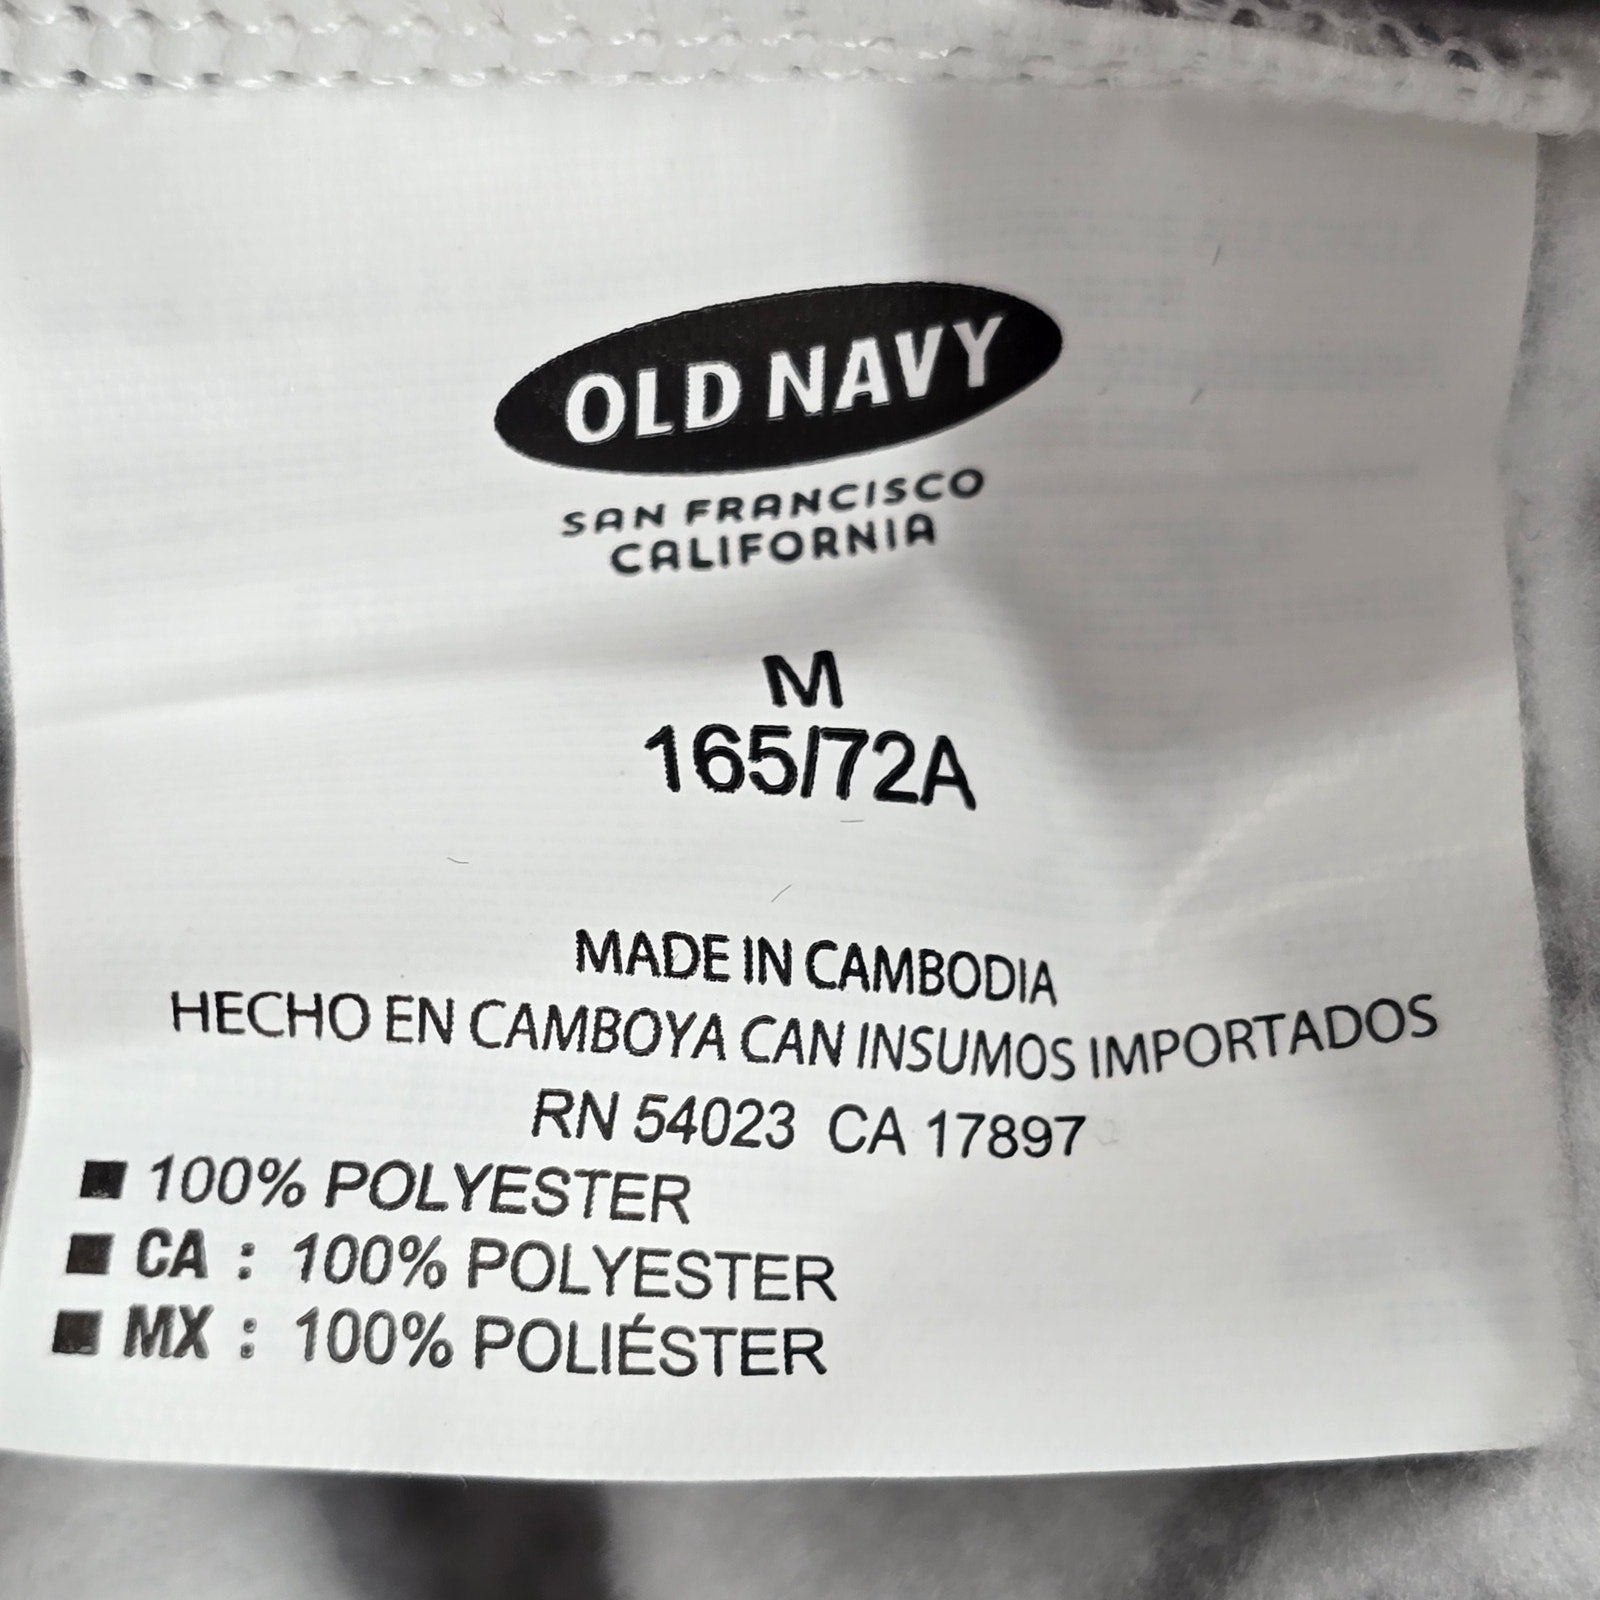 OLD NAVY
SAN FRANCISCO
CALIFORNIA
M
165/72A
MADE IN CAMBODIA
HECHO EN CAMBOYA CAN INSUMOS IMPORTADOS
RN 54023 CA 17897
■ 100% POLYESTER
■ CA : 100% POLYESTER
■ MX : 100% POLIÉSTER